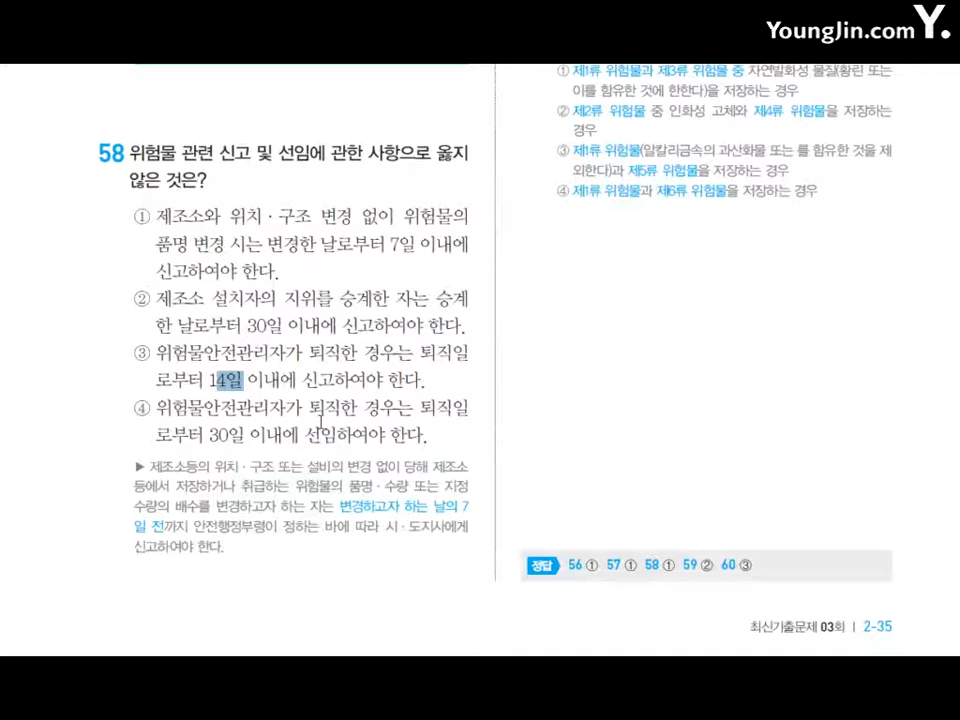 YoungJin.com Y.
58 위험물 관련 신고 및 선임에 관한 사항으로 옳지
않은 것은?
① 제조소와 위치·구조 변경 없이 위험물의
품명 변경 시는 변경한 날로부터 7일 이내에
신고하여야 한다.
② 제조소 설치자의 지위를 승계한 자는 승계
한 날로부터 30일 이내에 신고하여야 한다.
③ 위험물안전관리자가 퇴직한 경우는 퇴직일
로부터 14일 이내에 신고하여야 한다.
④ 위험물안전관리자가 퇴직한 경우는 퇴직일
로부터 30일 이내에 선임하여야 한다.
▶ 제조소등의 위치·구조 또는 설비의 변경 없이 당해 제조소
등에서 저장하거나 취급하는 위험물의 품명·수량 또는 지정
수량의 배수를 변경하고자 하는 자는 변경하고자 하는 날의 7
일 전까지 안전행정부령이 정하는 바에 따라 시·도지사에게
신고하여야 한다.
① 제1류 위험물과 제3류 위험물 중 자연발화성 물질(황린 또는
이를 함유한 것에 한한다)을 저장하는 경우
② 제2류 위험물 중 인화성 고체와 제4류 위험물을 저장하는
경우
③ 제1류 위험물(알칼리금속의 과산화물 또는 를 함유한 것을 제
외한다)과 제5류 위험물을 저장하는 경우
④ 제1류 위험물과 제6류 위험물을 저장하는 경우
정답 56 ① 57 ① 58 ① 59 ② 60 ③
최신기출문제 03회 | 2-35